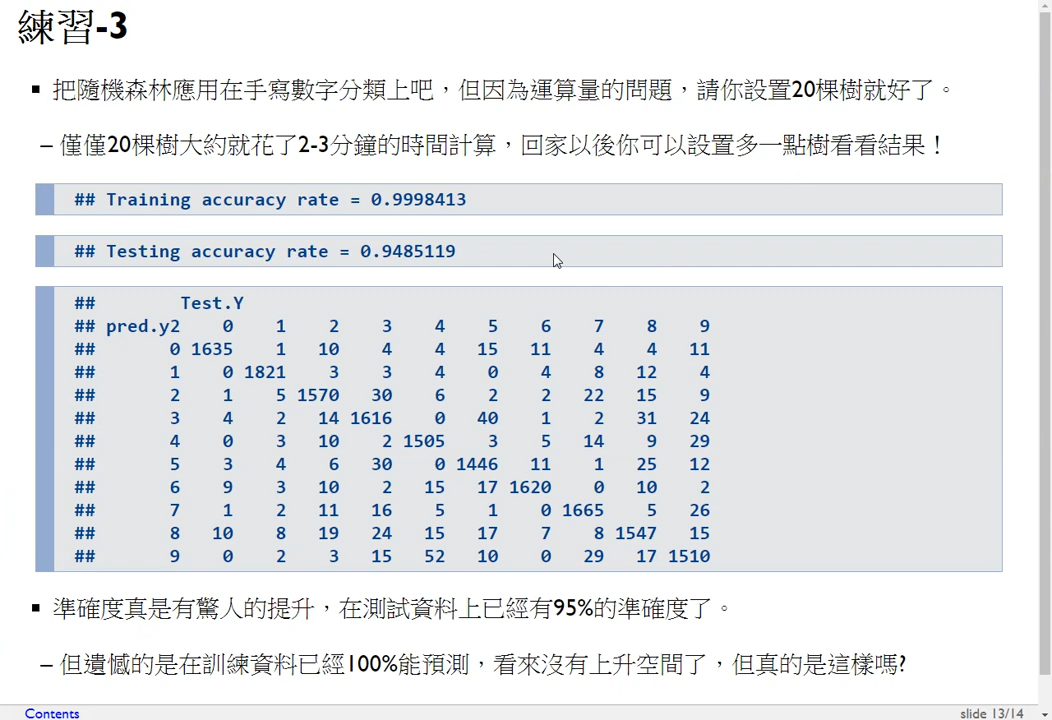 練習-3
▪ 把隨機森林應用在手寫數字分類上吧，但因為運算量的問題，請你設置20棵樹就好了。
– 僅僅20棵樹大約就花了2-3分鐘的時間計算，回家以後你可以設置多一點樹看看結果！
## Training accuracy rate = 0.9998413
## Testing accuracy rate = 0.9485119
##        Test.Y
## pred.y2    0    1    2    3    4    5    6    7    8    9
##       0 1635    1   10    4    4   15   11    4    4   11
##       1    0 1821    3    3    4    0    4    8   12    4
##       2    1    5 1570   30    6    2    2   22   15    9
##       3    4    2   14 1616    0   40    1    2   31   24
##       4    0    3   10    2 1505    3    5   14    9   29
##       5    3    4    6   30    0 1446   11    1   25   12
##       6    9    3   10    2   15   17 1620    0   10    2
##       7    1    2   11   16    5    1    0 1665    5   26
##       8   10    8   19   24   15   17    7    8 1547   15
##       9    0    2    3   15   52   10    0   29   17 1510
▪ 準確度真是有驚人的提升，在測試資料上已經有95%的準確度了。
– 但遺憾的是在訓練資料已經100%能預測，看來沒有上升空間了，但真的是這樣嗎?
Contents slide 13/14